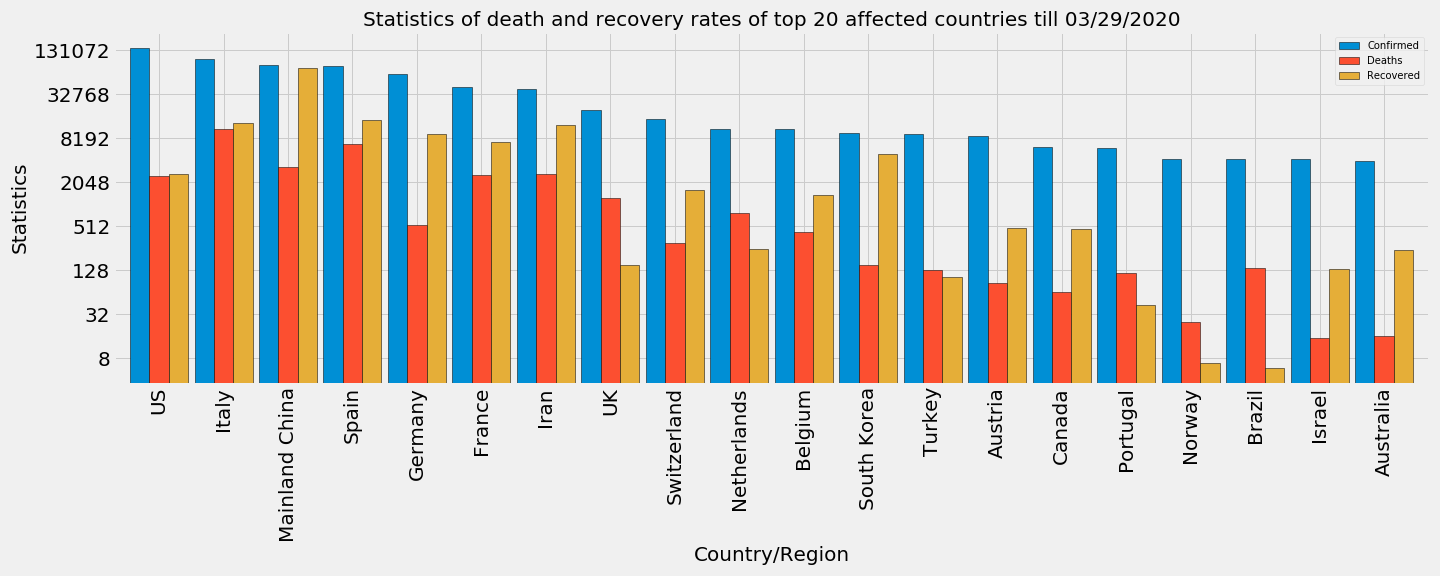 Statistics of death and recovery rates of top 20 affected countries till 03/29/2020
Confirmed
Deaths
Recovered
Statistics
131072
32768
8192
2048
512
128
32
8
US
Italy
Mainland China
Spain
Germany
France
Iran
UK
Switzerland
Netherlands
Belgium
South Korea
Turkey
Austria
Canada
Portugal
Norway
Brazil
Israel
Australia
Country/Region